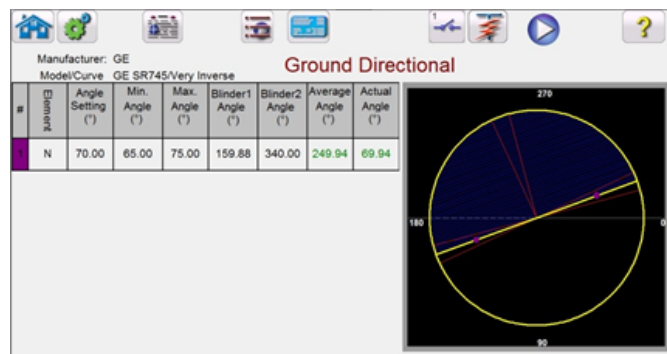 1
?
Manufacturer: GE
Ground Directional
Model/Curve GE SR745/Very Inverse
# Element Angle Setting (°) Min. Angle (°) Max. Angle (°) Blinder1 Angle (°) Blinder2 Angle (°) Average Angle (°) Actual Angle (°)
1 N 70.00 65.00 75.00 159.88 340.00 249.94 69.94
270
180 0
90